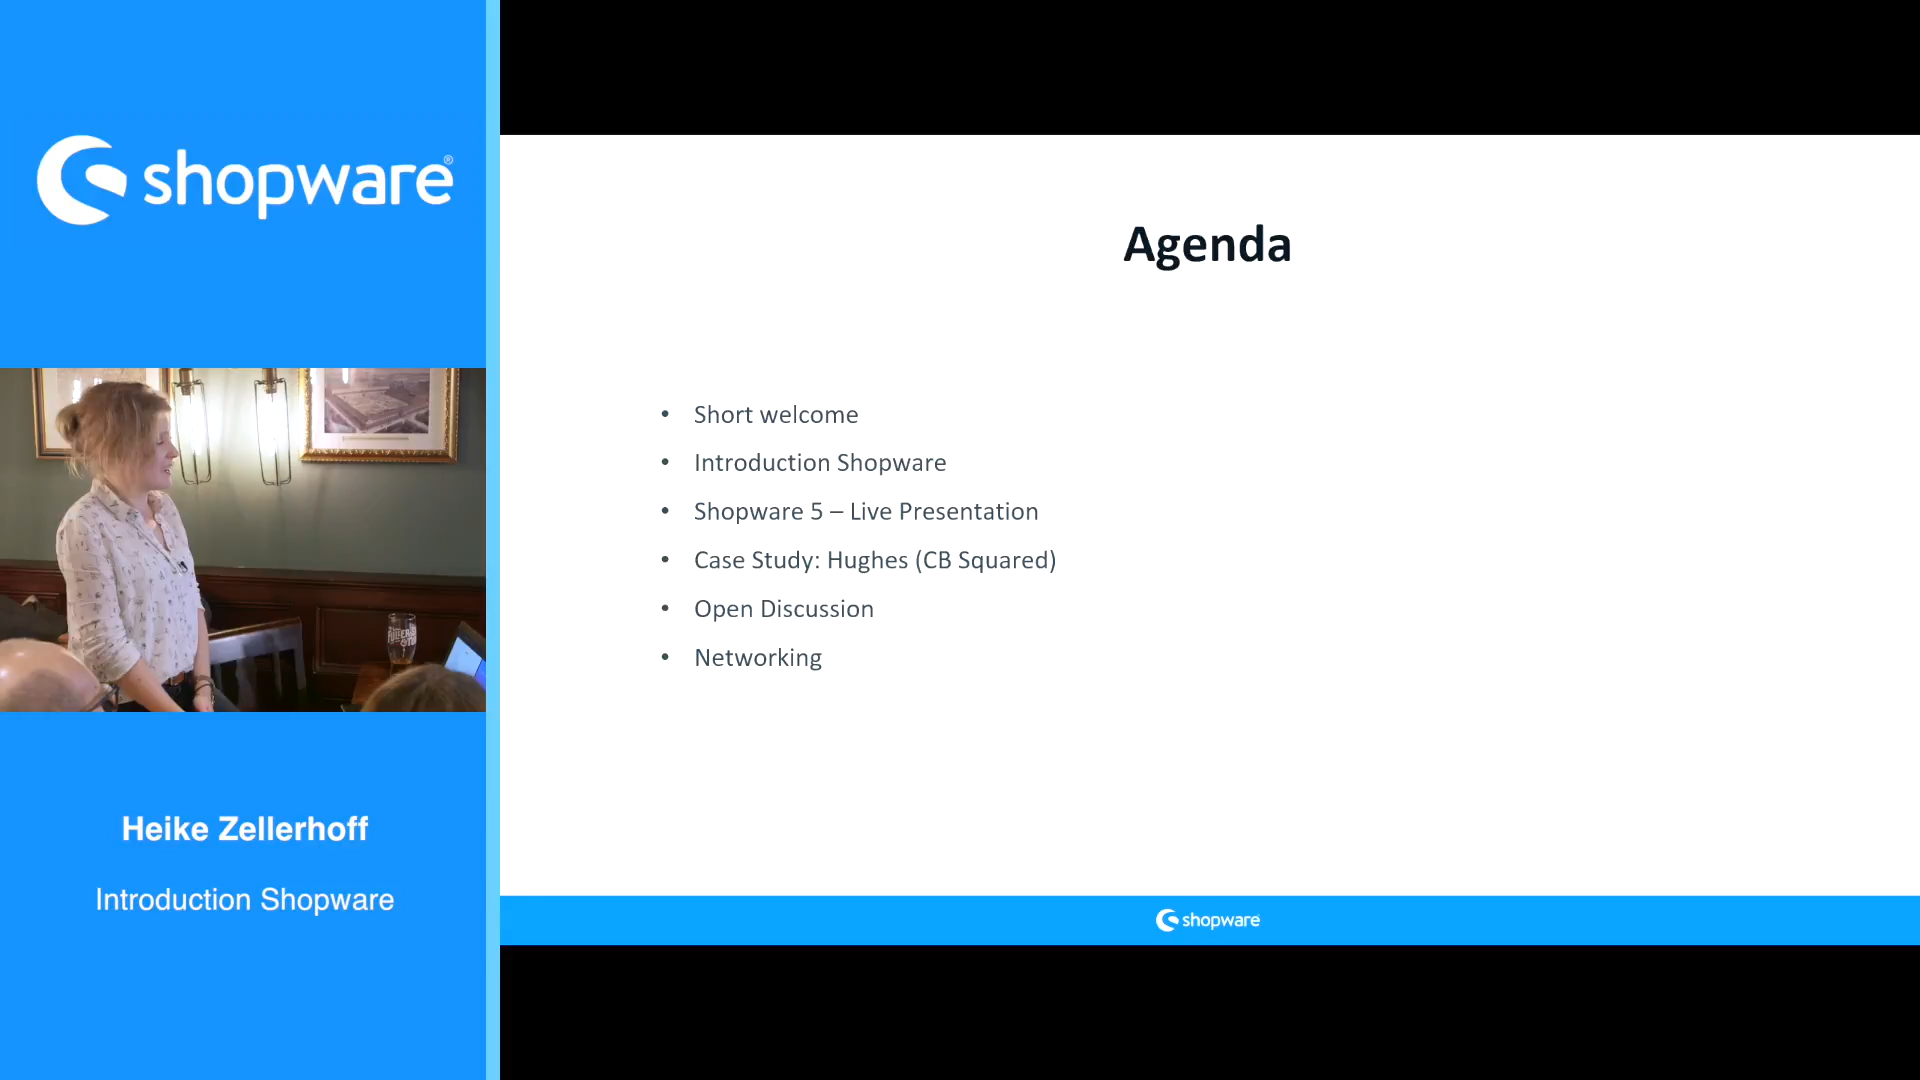 shopware®
Heike Zellerhoff
Introduction Shopware
Agenda
• Short welcome
• Introduction Shopware
• Shopware 5 – Live Presentation
• Case Study: Hughes (CB Squared)
• Open Discussion
• Networking
shopware